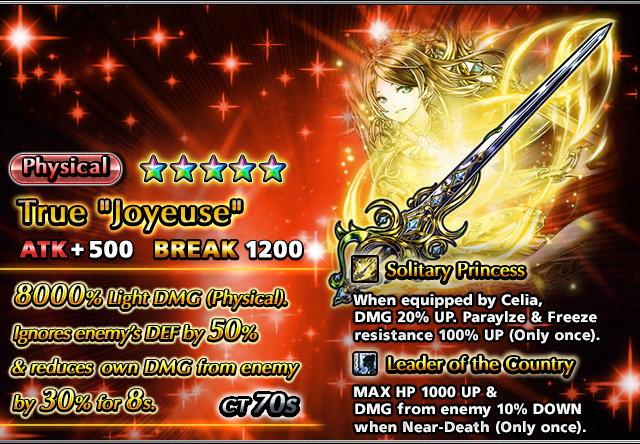 Physical
True "Joyeuse"
ATK+500 BREAK 1200
8000% Light DMG (Physical).
Ignores enemy's DEF by 50%
& reduces own DMG from enemy
by 30% for 8s.
CT 70s
Solitary Princess
When equipped by Celia,
DMG 20% UP. Paraylze & Freeze
resistance 100% UP (Only once).
Leader of the Country
MAX HP 1000 UP &
DMG from enemy 10% DOWN
when Near-Death (Only once).